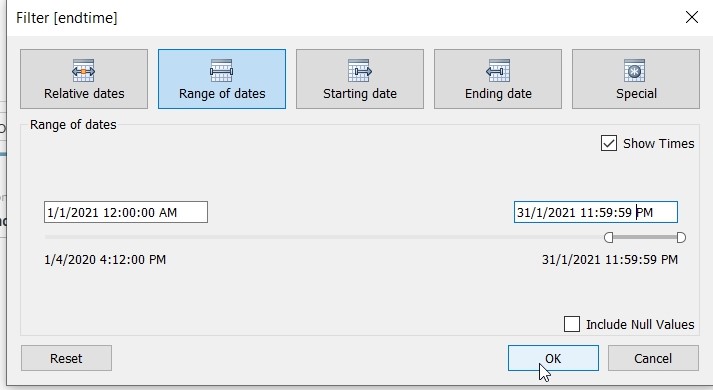 Filter [endtime]
Relative dates
Range of dates
Starting date
Ending date
Special
Range of dates
Show Times
1/1/2021 12:00:00 AM
31/1/2021 11:59:59 PM
1/4/2020 4:12:00 PM
31/1/2021 11:59:59 PM
Include Null Values
Reset
OK
Cancel